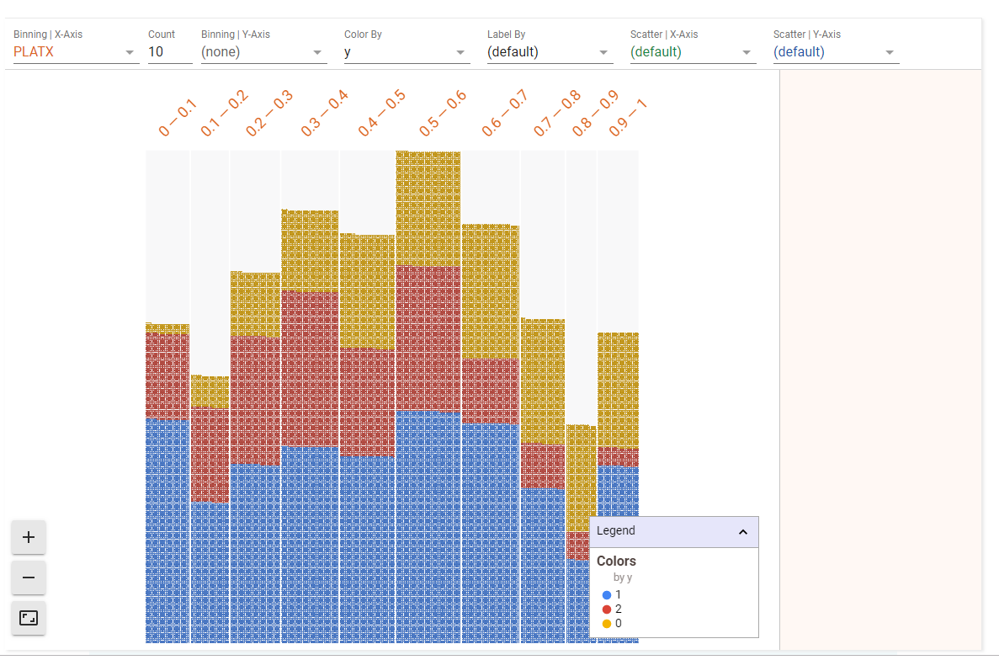 Binning | X-Axis Count Binning | Y-Axis Color By Label By Scatter | X-Axis Scatter | Y-Axis
PLATX 10 (none) y (default) (default) (default)
0 – 0.1 0.1 – 0.2 0.2 – 0.3 0.3 – 0.4 0.4 – 0.5 0.5 – 0.6 0.6 – 0.7 0.7 – 0.8 0.8 – 0.9 0.9 – 1
Legend
Colors
by y
1
2
0